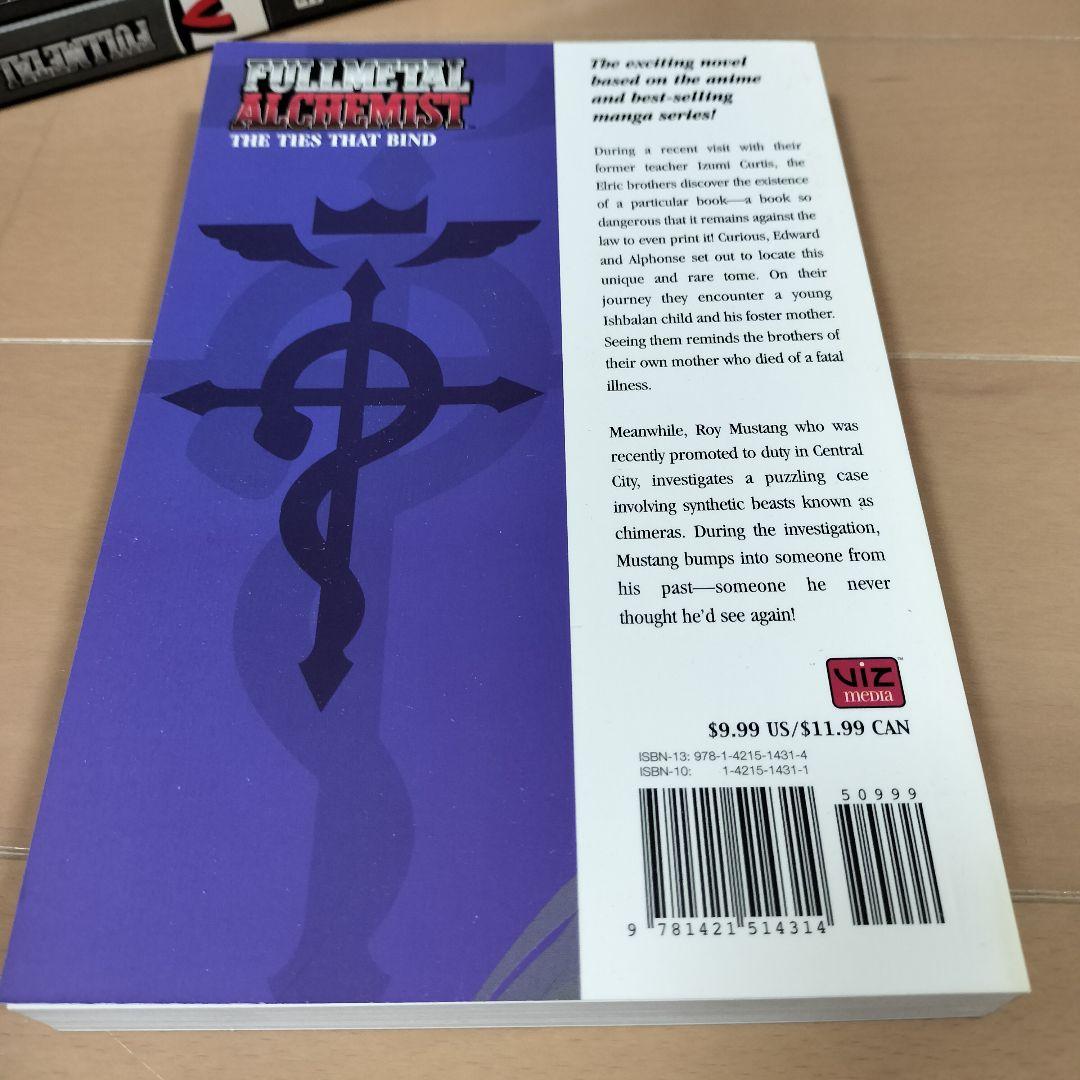 FULLMETAL
FULLMETAL
ALCHEMIST
THE TIES THAT BIND
The exciting novel
based on the anime
and best-selling
manga series!
During a recent visit with their
former teacher Izumi Curtis, the
Elric brothers discover the existence
of a particular book—a book so
dangerous that it remains against the
law to even print it! Curious, Edward
and Alphonse set out to locate this
unique and rare tome. On their
journey they encounter a young
Ishbalan child and his foster mother.
Seeing them reminds the brothers of
their own mother who died of a fatal
illness.
Meanwhile, Roy Mustang who was
recently promoted to duty in Central
City, investigates a puzzling case
involving synthetic beasts known as
chimeras. During the investigation,
Mustang bumps into someone from
his past—someone he never
thought he'd see again!
VIZ
MEDIA
$9.99 US/$11.99 CAN
ISBN-13: 978-1-4215-1431-4
ISBN-10: 1-4215-1431-1
50999
9 781421 514314